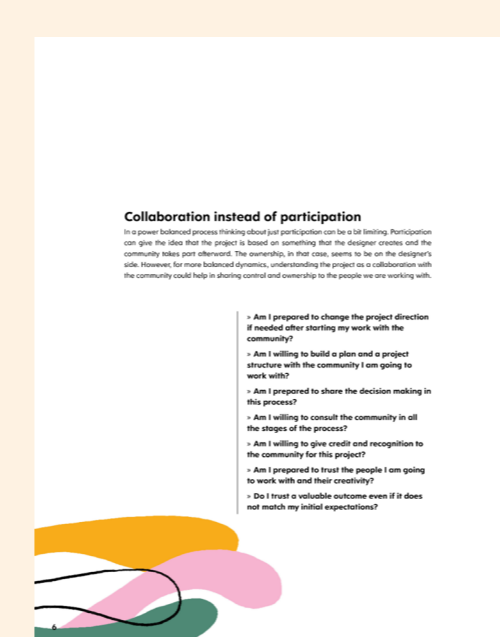 Collaboration instead of participation
In a power balanced process thinking about just participation can be a bit limiting. Participation
can give the idea that the project is based on something that the designer creates and the
community takes part afterward. The ownership, in that case, seems to be on the designer's
side. However, for more balanced dynamics, understanding the project as a collaboration with
the community could help in sharing control and ownership to the people we are working with.
» Am I prepared to change the project direction
if needed after starting my work with the
community?
» Am I willing to build a plan and a project
structure with the community I am going to
work with?
» Am I prepared to share the decision making in
this process?
» Am I willing to consult the community in all
the stages of the process?
» Am I willing to give credit and recognition to
the community for this project?
» Am I prepared to trust the people I am going
to work with and their creativity?
» Do I trust a valuable outcome even if it does
not match my initial expectations?
6